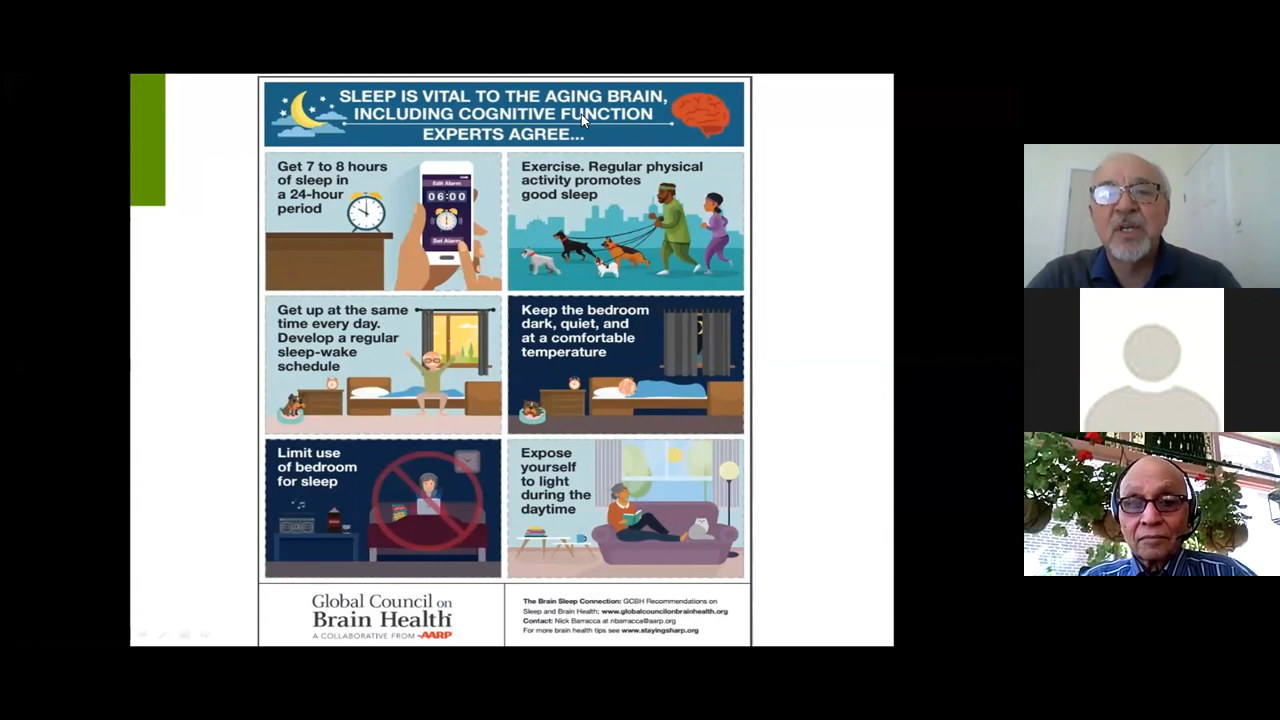 SLEEP IS VITAL TO THE AGING BRAIN,
INCLUDING COGNITIVE FUNCTION
EXPERTS AGREE...
Get 7 to 8 hours
of sleep in
a 24-hour
period
Edit Alarm
06:00
Set Alarm
Exercise. Regular physical
activity promotes
good sleep
Get up at the same
time every day.
Develop a regular
sleep-wake
schedule
Keep the bedroom
dark, quiet, and
at a comfortable
temperature
Limit use
of bedroom
for sleep
Expose
yourself
to light
during the
daytime
Global Council on
Brain Health
A COLLABORATIVE FROM AARP
The Brain Sleep Connection: GCBH Recommendations on
Sleep and Brain Health; www.globalcouncilonbrainhealth.org
Contact: Nick Barracca at nbarracca@aarp.org
For more brain health tips see www.stayingsharp.org